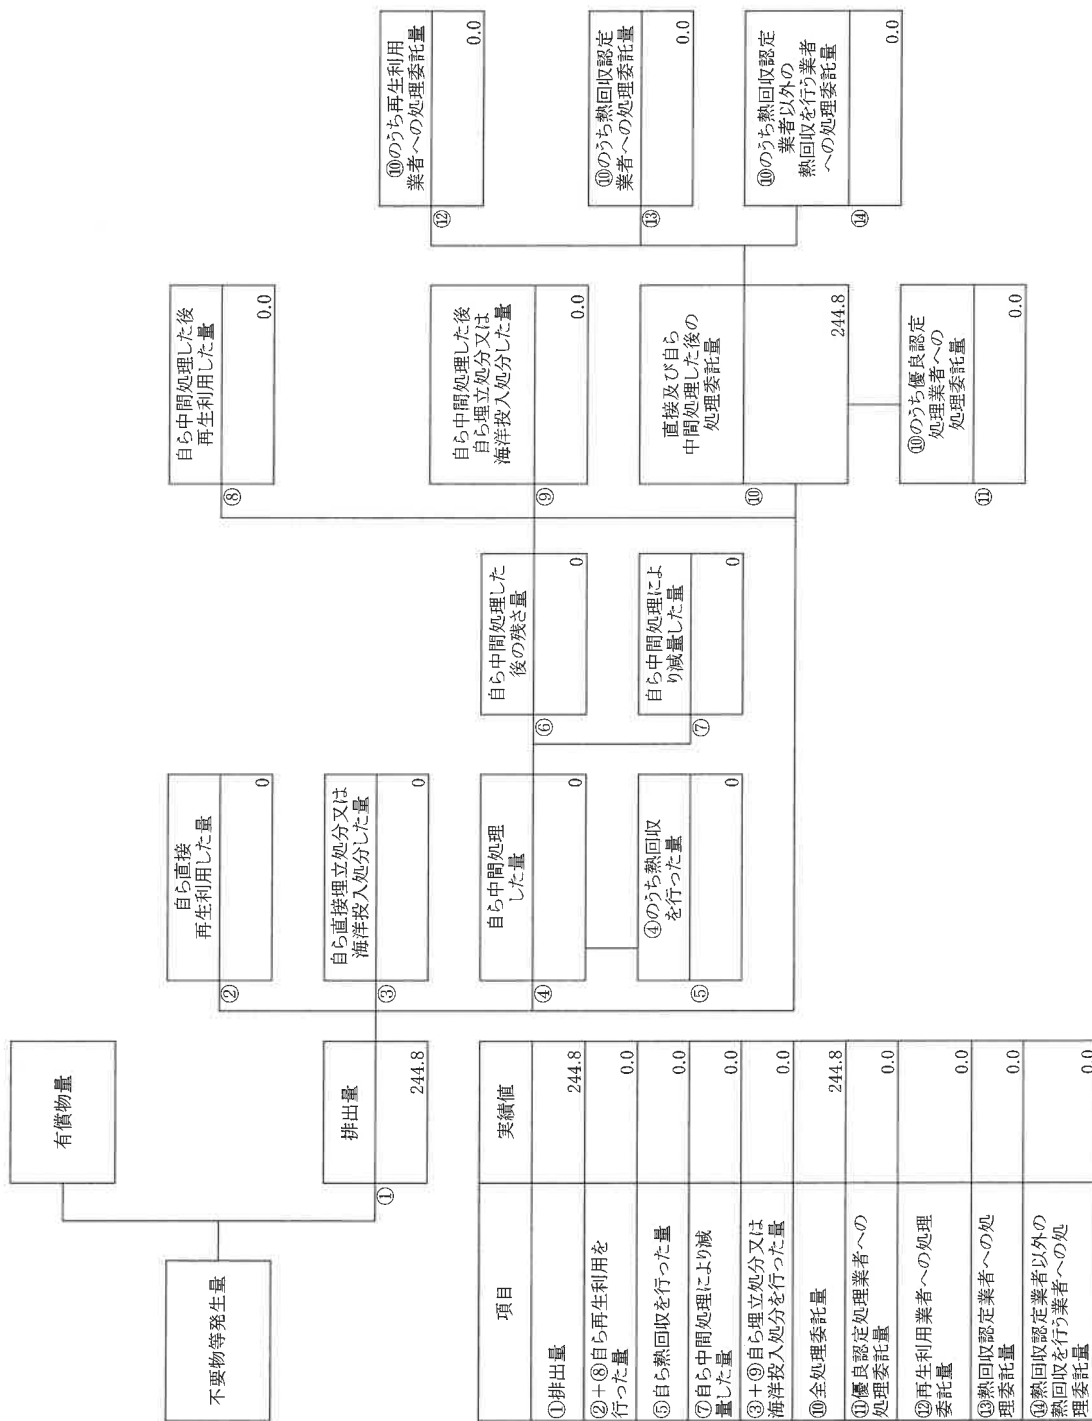 不要物等発生量
有償物量
①
排出量
244.8
②
自ら直接
再生利用した量
0
③
自ら直接埋立処分又は
海洋投入処分した量
0
④
自ら中間処理
した量
0
⑤
④のうち熱回収
を行った量
0
⑥
自ら中間処理した
後の残さ量
0
⑦
自ら中間処理によ
り減量した量
0
⑧
自ら中間処理した後
再生利用した量
0.0
⑨
自ら中間処理した後
自ら埋立処分又は
海洋投入処分した量
0.0
⑩
直接及び自ら
中間処理した後の
処理委託量
244.8
⑪
⑩のうち優良認定
処理業者への
処理委託量
0.0
⑫
⑩のうち再生利用
業者への処理委託量
0.0
⑬
⑩のうち熱回収認定
業者への処理委託量
0.0
⑭
⑩のうち熱回収認定
業者以外の
熱回収を行う業者
への処理委託量
0.0
項目 実績値
①排出量 244.8
②+⑧自ら再生利用を
行った量 0.0
⑤自ら熱回収を行った量 0.0
⑦自ら中間処理により減
量した量 0.0
③+⑨自ら埋立処分又は
海洋投入処分を行った量 0.0
⑩全処理委託量 244.8
⑪優良認定処理業者への
処理委託量 0.0
⑫再生利用業者への処理
委託量 0.0
⑬熱回収認定業者への処
理委託量 0.0
⑭熱回収認定業者以外の
熱回収を行う業者への処
理委託量 0.0